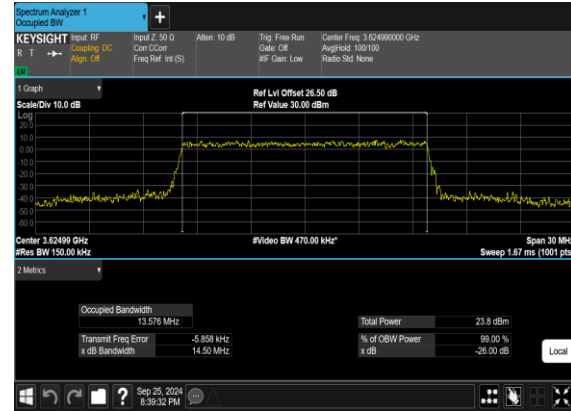 Spectrum Analyzer 1
Occupied BW
+
KEYSIGHT Input: RF Input Z: 50 Ω Atten: 10 dB Trig: Free Run Center Freq: 3.624990000 GHz
R T Coupling: DC Corr CCorr Gate: Off Avg|Hold: 100/100
Align: Off Freq Ref: Int (S) #IF Gain: Low Radio Std: None
1 Graph
Ref Lvl Offset 26.50 dB
Scale/Div 10.0 dB Ref Value 30.00 dBm
Log
20.0
10.0
0.00
-10.0
-20.0
-30.0
-40.0
-50.0
-60.0
Center 3.62499 GHz #Video BW 470.00 kHz* Span 30 MHz
#Res BW 150.00 kHz Sweep 1.67 ms (1001 pts)
2 Metrics
Occupied Bandwidth
13.576 MHz Total Power 23.8 dBm
Transmit Freq Error -5.858 kHz % of OBW Power 99.00 %
x dB Bandwidth 14.50 MHz x dB -26.00 dB
Local
? Sep 25, 2024
8:39:32 PM